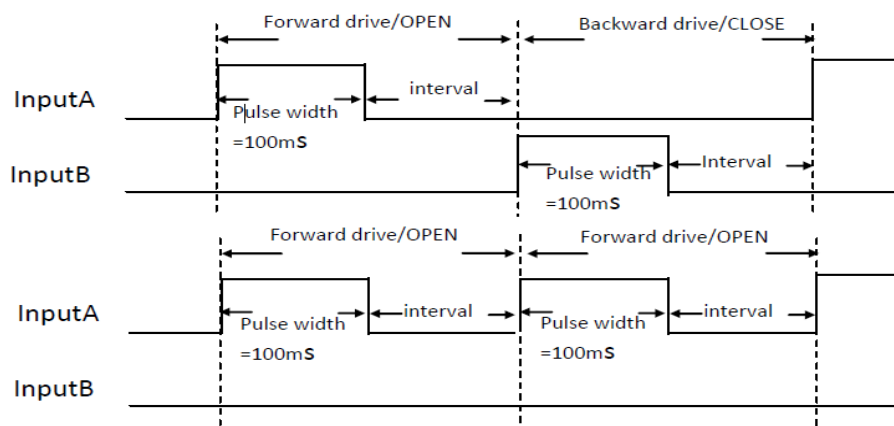 Forward drive/OPEN
Backward drive/CLOSE
InputA
interval
Pulse width
=100ms
InputB
Interval
Pulse width
=100ms
Forward drive/OPEN
Forward drive/OPEN
InputA
interval
interval
Pulse width
=100ms
Pulse width
=100ms
InputB